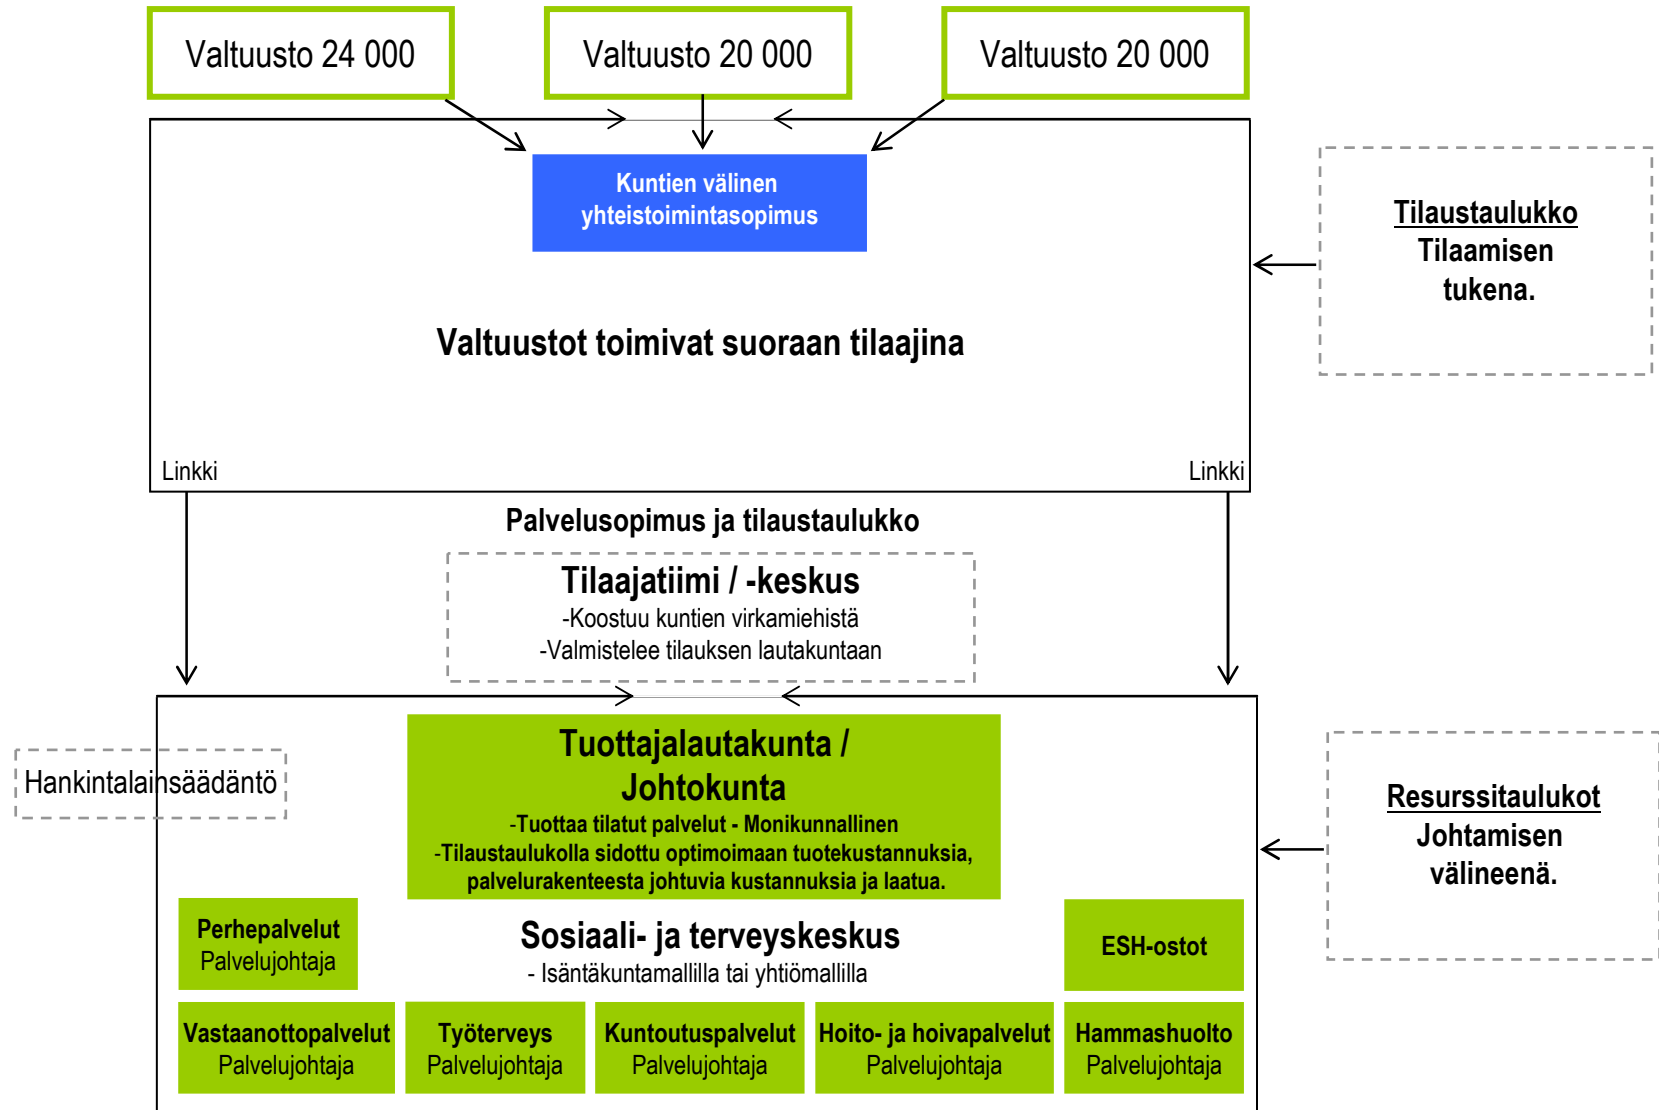 Valtuusto 24 000
Valtuusto 20 000
Valtuusto 20 000
Kuntien välinen
yhteistoimintasopimus
Tilaustaulukko
Tilaamisen
tukena.
Valtuustot toimivat suoraan tilaajina
Linkki
Linkki
Palvelusopimus ja tilaustaulukko
Tilaajatiimi / -keskus
-Koostuu kuntien virkamiehistä
-Valmistelee tilauksen lautakuntaan
Hankintalainsäädäntö
Tuottajalautakunta /
Johtokunta
-Tuottaa tilatut palvelut - Monikunnallinen
-Tilaustaulukolla sidottu optimoimaan tuotekustannuksia,
palvelurakenteesta johtuvia kustannuksia ja laatua.
Resurssitaulukot
Johtamisen
välineenä.
Perhepalvelut
Palvelujohtaja
Sosiaali- ja terveyskeskus
- Isäntäkuntamallilla tai yhtiömallilla
ESH-ostot
Vastaanottopalvelut
Palvelujohtaja
Työterveys
Palvelujohtaja
Kuntoutuspalvelut
Palvelujohtaja
Hoito- ja hoivapalvelut
Palvelujohtaja
Hammashuolto
Palvelujohtaja